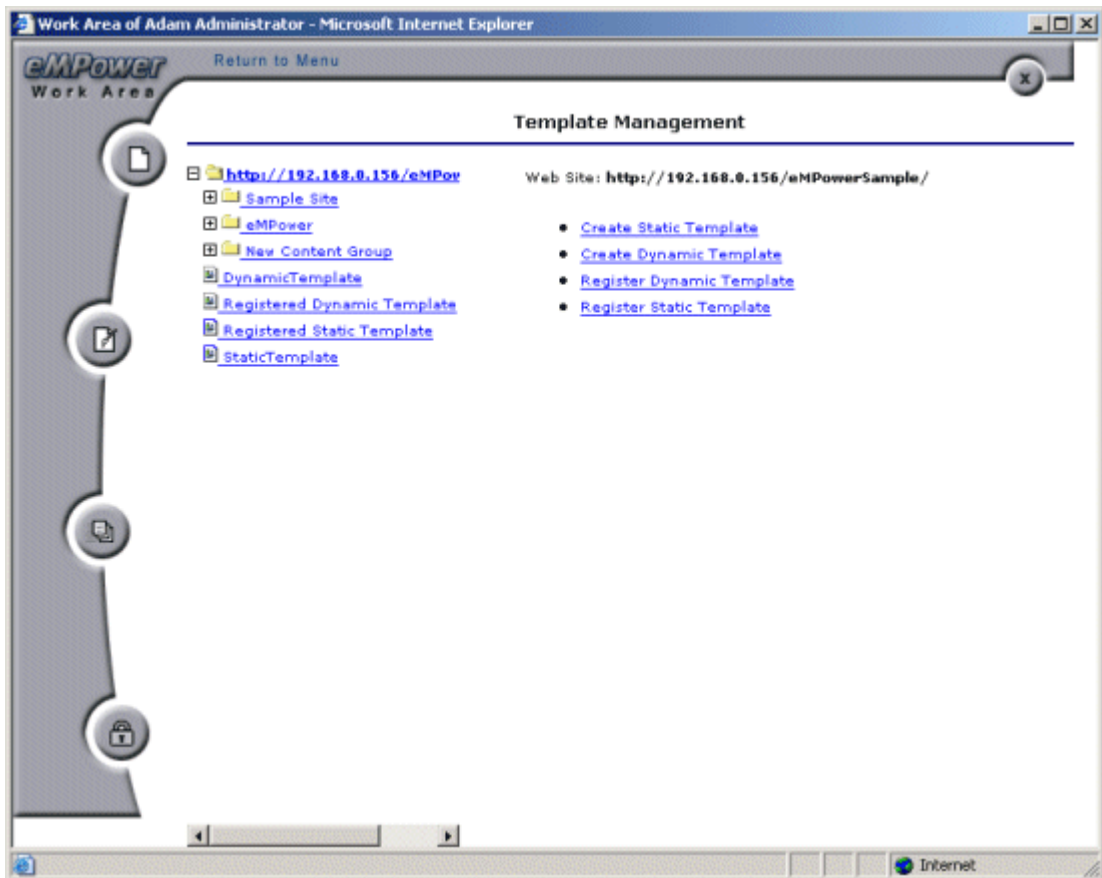 Work Area of Adam Administrator - Microsoft Internet Explorer
eMPower
Work Area
Return to Menu
x
Template Management
http://192.168.0.156/eMPov
Sample Site
eMPower
New Content Group
DynamicTemplate
Registered Dynamic Template
Registered Static Template
StaticTemplate
Web Site: http://192.168.0.156/eMPowerSample/
Create Static Template
Create Dynamic Template
Register Dynamic Template
Register Static Template
Internet